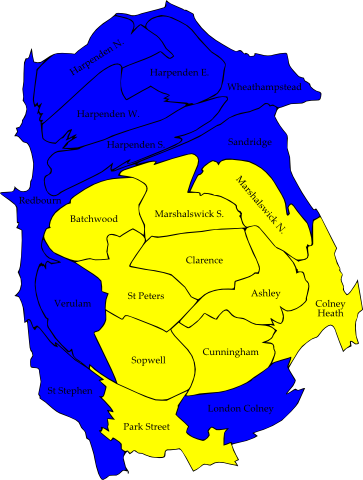 Harpenden N.
Harpenden E.
Wheathampstead
Harpenden W.
Harpenden S.
Sandridge
Redbourn
Marshalswick N.
Batchwood
Marshalswick S.
Clarence
Ashley
St Peters
Verulam
Colney
Heath
Sopwell
Cunningham
St Stephen
London Colney
Park Street